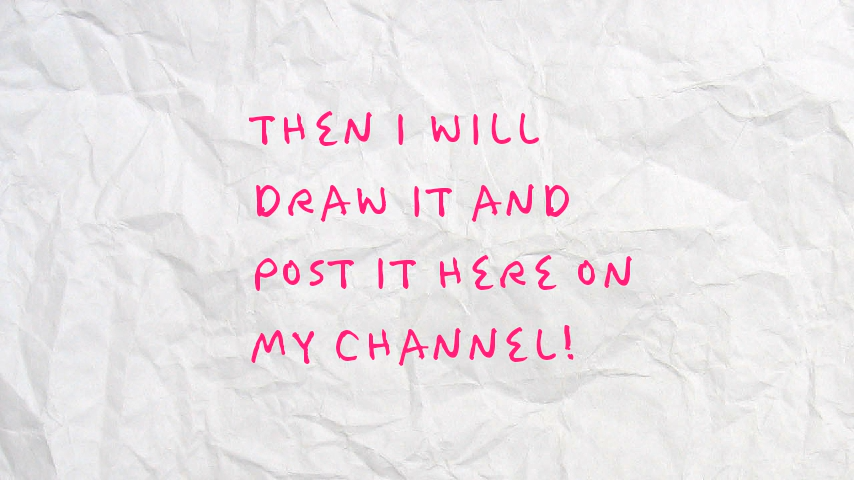 THEN I WILL
DRAW IT AND
POST IT HERE ON
MY CHANNEL!